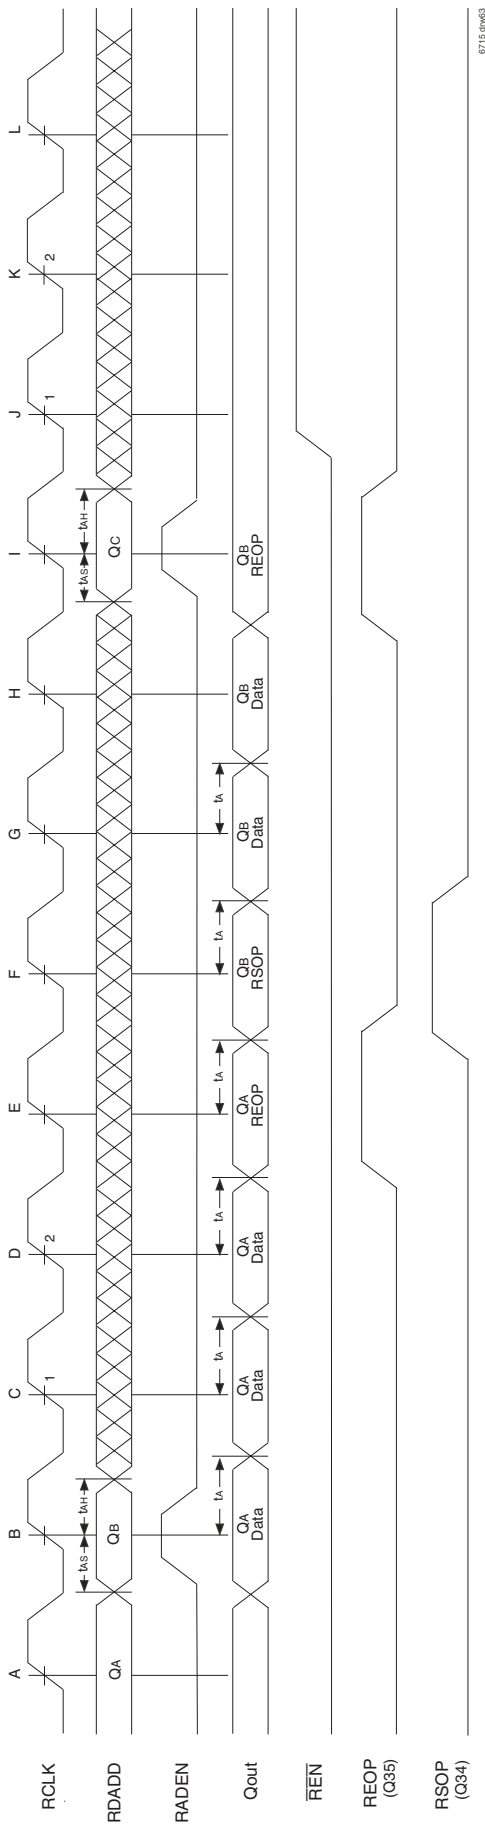 A B C D E F G H I J K L
RCLK
1 2 1 2
tAS tAH tAS tAH
RDADD
QA QB QC
RADEN
tA tA tA tA tA tA
Qout
QA Data
QA Data
QA Data
QA REOP
QB RSOP
QB Data
QB Data
QB REOP
REN
REOP
(Q35)
RSOP
(Q34)
6715 drw63